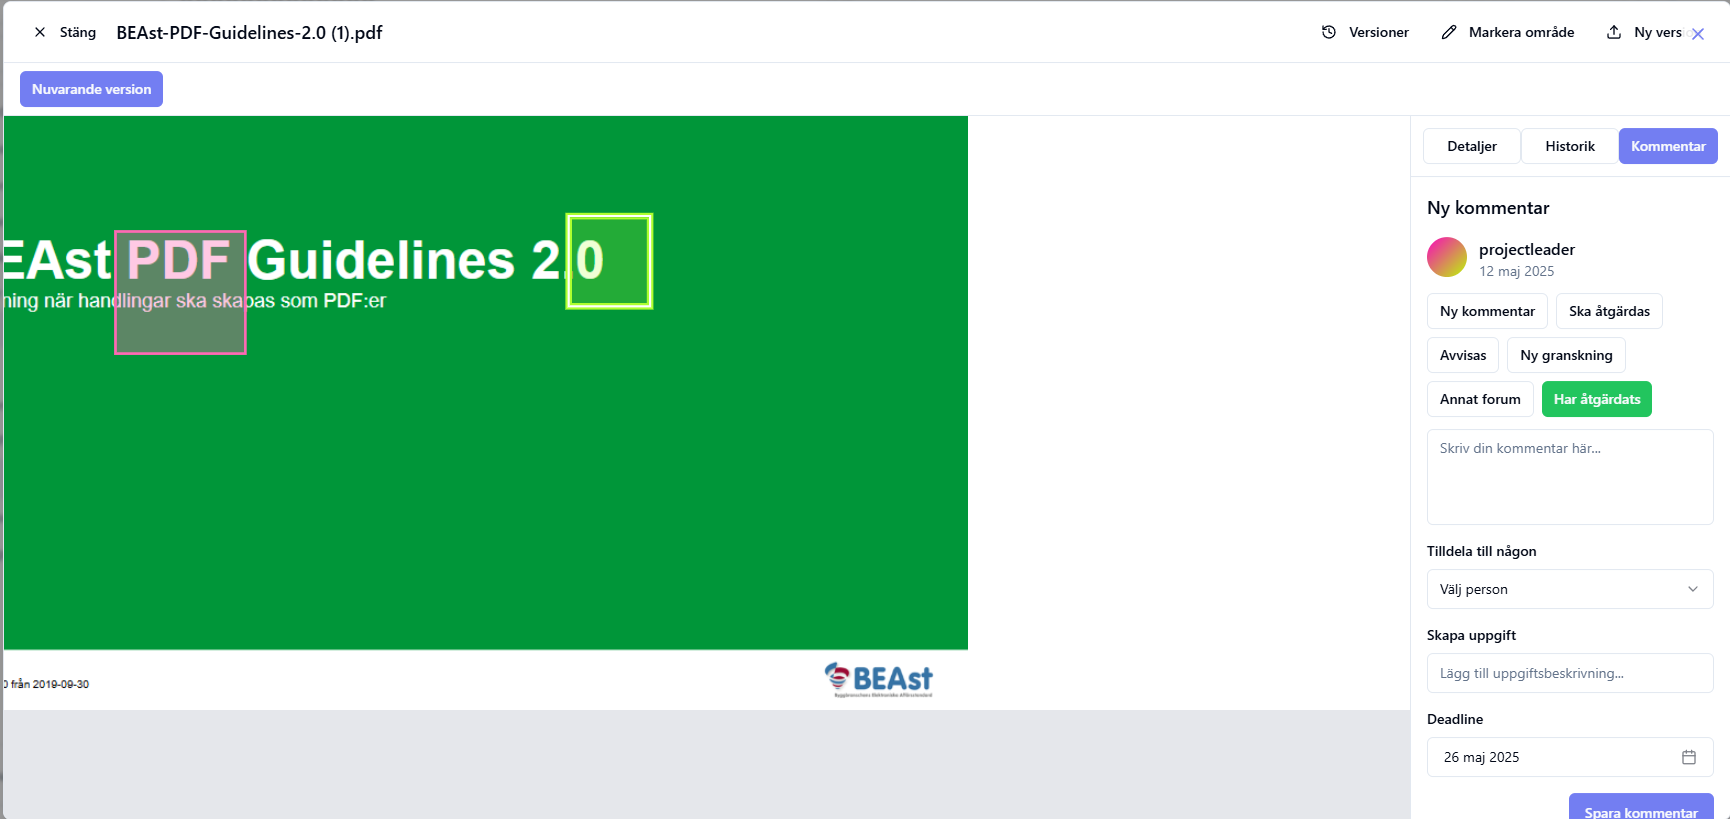 Stäng
BEAst-PDF-Guidelines-2.0 (1).pdf
Versioner
Markera område
Ny vers
Nuvarande version
EAst PDF Guidelines 2.0
ning när handlingar ska skapas som PDF:er
0 från 2019-09-30
BEAst
Detaljer
Historik
Kommentar
Ny kommentar
projectleader
12 maj 2025
Ny kommentar
Ska åtgärdas
Avvisas
Ny granskning
Annat forum
Har åtgärdats
Skriv din kommentar här...
Tilldela till någon
Välj person
Skapa uppgift
Lägg till uppgiftsbeskrivning...
Deadline
26 maj 2025
Spara kommentar